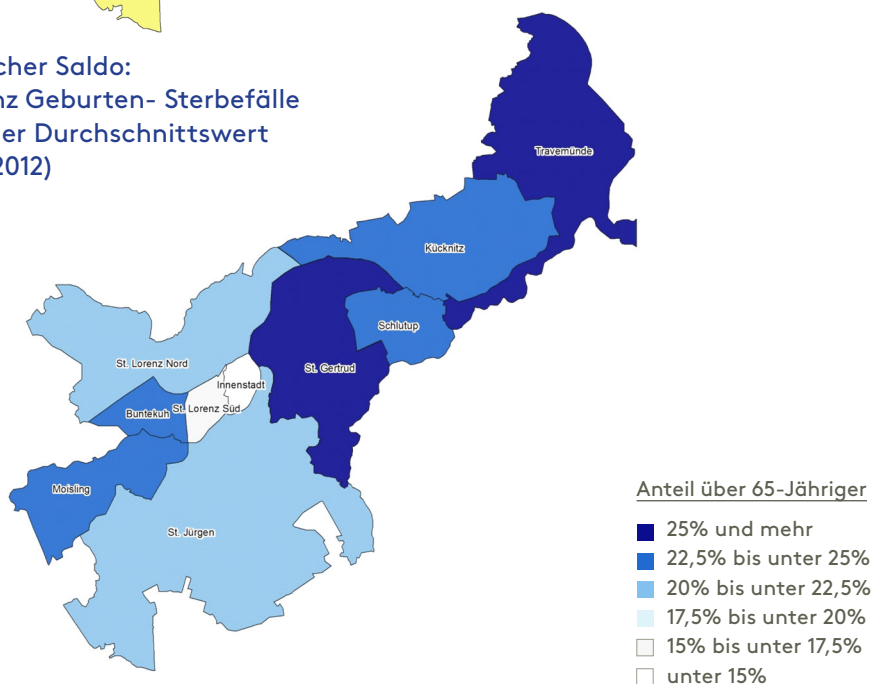 cher Saldo:
nz Geburten- Sterbefälle
er Durchschnittswert
2012)
Travemünde
Kücknitz
Schlutup
St. Lorenz Nord
St. Gertrud
Innenstadt
St. Lorenz Süd
Buntekuh
Moisling
St. Jürgen
Anteil über 65-Jähriger
25% und mehr
22,5% bis unter 25%
20% bis unter 22,5%
17,5% bis unter 20%
15% bis unter 17,5%
unter 15%